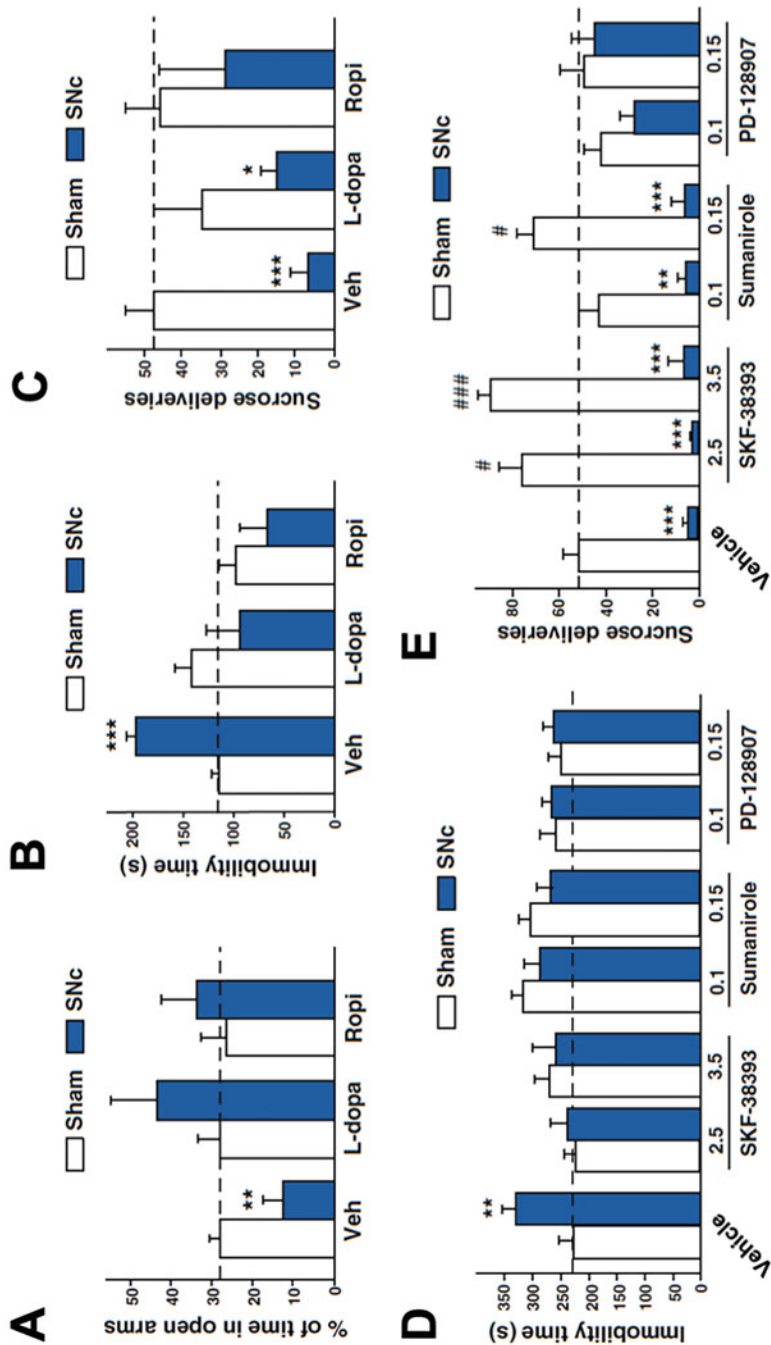 A
Sham SNc
% of time in open arms
50
40
30
20
10
0
**
Veh L-dopa Ropi
B
Sham SNc
Immobility time (s)
200
150
100
50
0
***
Veh L-dopa Ropi
C
Sham SNc
Sucrose deliveries
50
40
30
20
10
0
***
*
Veh L-dopa Ropi
D
Sham SNc
Immobility time (s)
350
300
250
200
150
100
50
0
**
Vehicle
2.5 3.5 0.1 0.15 0.1 0.15
SKF-38393 Sumanirole PD-128907
E
Sham SNc
Sucrose deliveries
80
60
40
20
0
***
#
***
###
***
**
#
***
Vehicle
2.5 3.5 0.1 0.15 0.1 0.15
SKF-38393 Sumanirole PD-128907